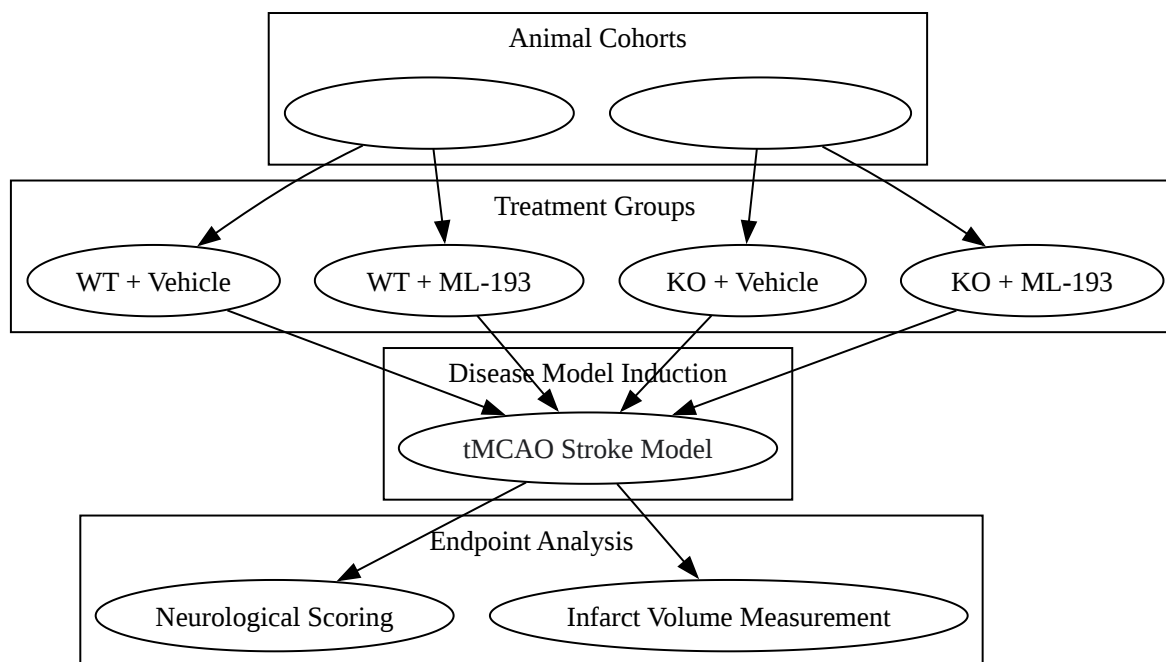 Animal Cohorts
Treatment Groups
WT + Vehicle
WT + ML-193
KO + Vehicle
KO + ML-193
Disease Model Induction
tMCAO Stroke Model
Endpoint Analysis
Neurological Scoring
Infarct Volume Measurement